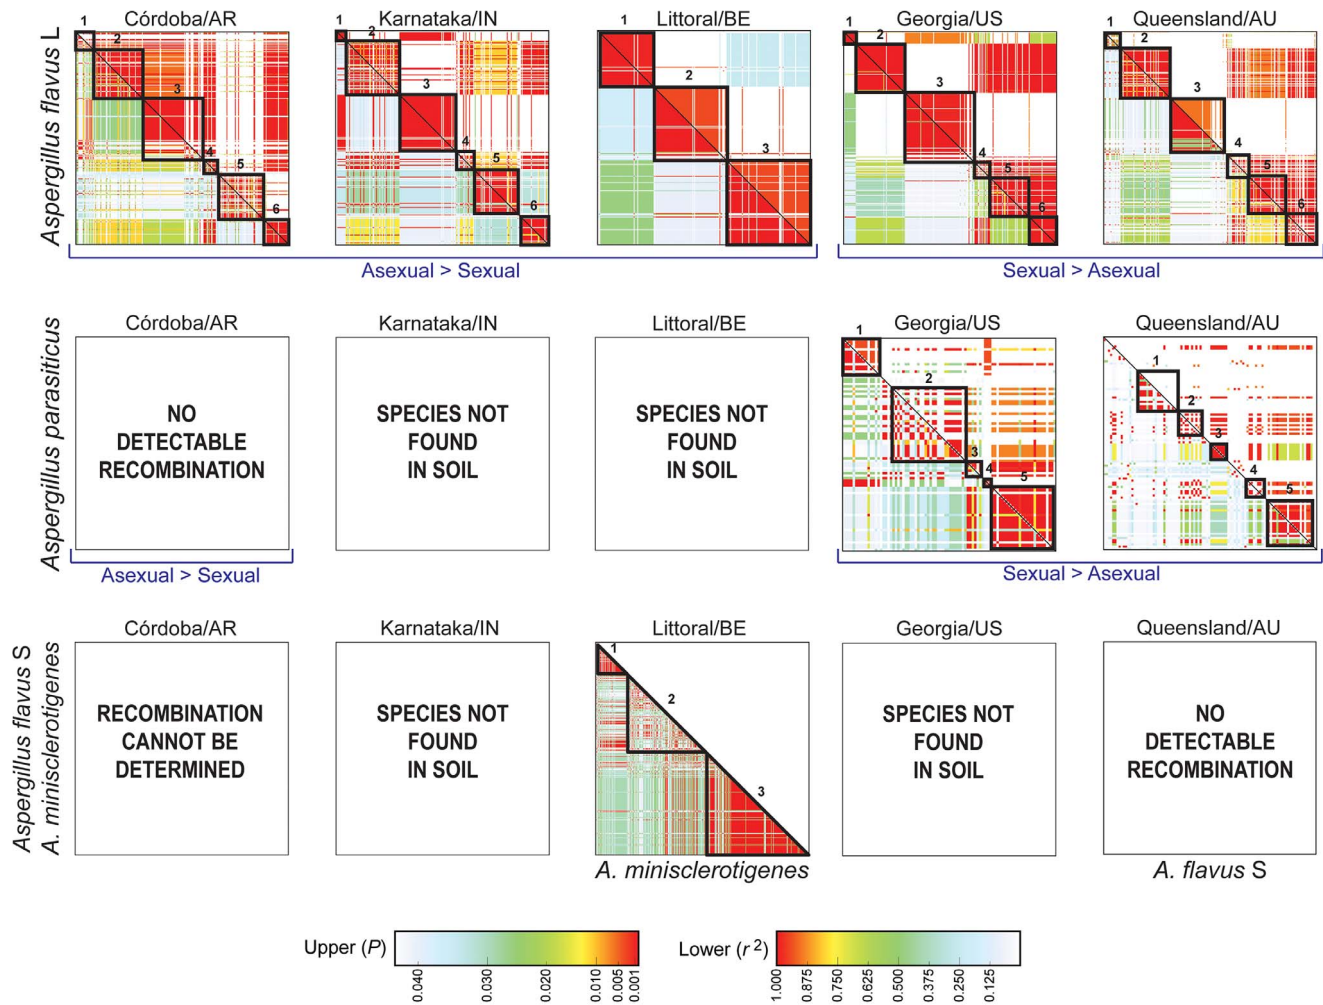 Córdoba/AR
Karnataka/IN
Littoral/BE
Georgia/US
Queensland/AU
Aspergillus flavus L
1
2
3
4
5
6
1
2
3
4
5
6
1
2
3
1
2
3
4
5
6
1
2
3
4
5
6
Asexual > Sexual
Sexual > Asexual
Córdoba/AR
Karnataka/IN
Littoral/BE
Georgia/US
Queensland/AU
Aspergillus parasiticus
NO
DETECTABLE
RECOMBINATION
SPECIES NOT
FOUND
IN SOIL
SPECIES NOT
FOUND
IN SOIL
1
2
3
4
5
1
2
3
4
5
Asexual > Sexual
Sexual > Asexual
Córdoba/AR
Karnataka/IN
Littoral/BE
Georgia/US
Queensland/AU
Aspergillus flavus S
A. minisclerotigenes
RECOMBINATION
CANNOT BE
DETERMINED
SPECIES NOT
FOUND
IN SOIL
1
2
3
SPECIES NOT
FOUND
IN SOIL
NO
DETECTABLE
RECOMBINATION
A. minisclerotigenes
A. flavus S
Upper (P)
0.040
0.030
0.020
0.010
0.005
0.001
Lower (r²)
1.000
0.875
0.750
0.625
0.500
0.375
0.250
0.125